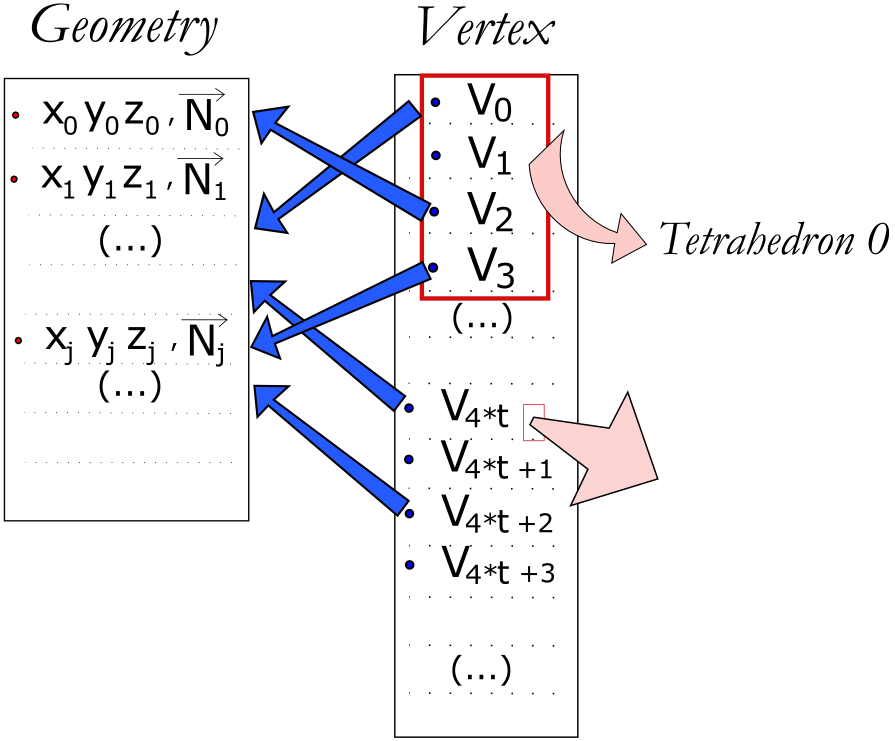 Geometry
Vertex
x₀ y₀ z₀ , N₀
x₁ y₁ z₁ , N₁
(...)
xⱼ yⱼ zⱼ , Nⱼ
(...)
V₀
V₁
V₂
V₃
(...)
V4*t
V4*t +1
V4*t +2
V4*t +3
(...)
Tetrahedron 0